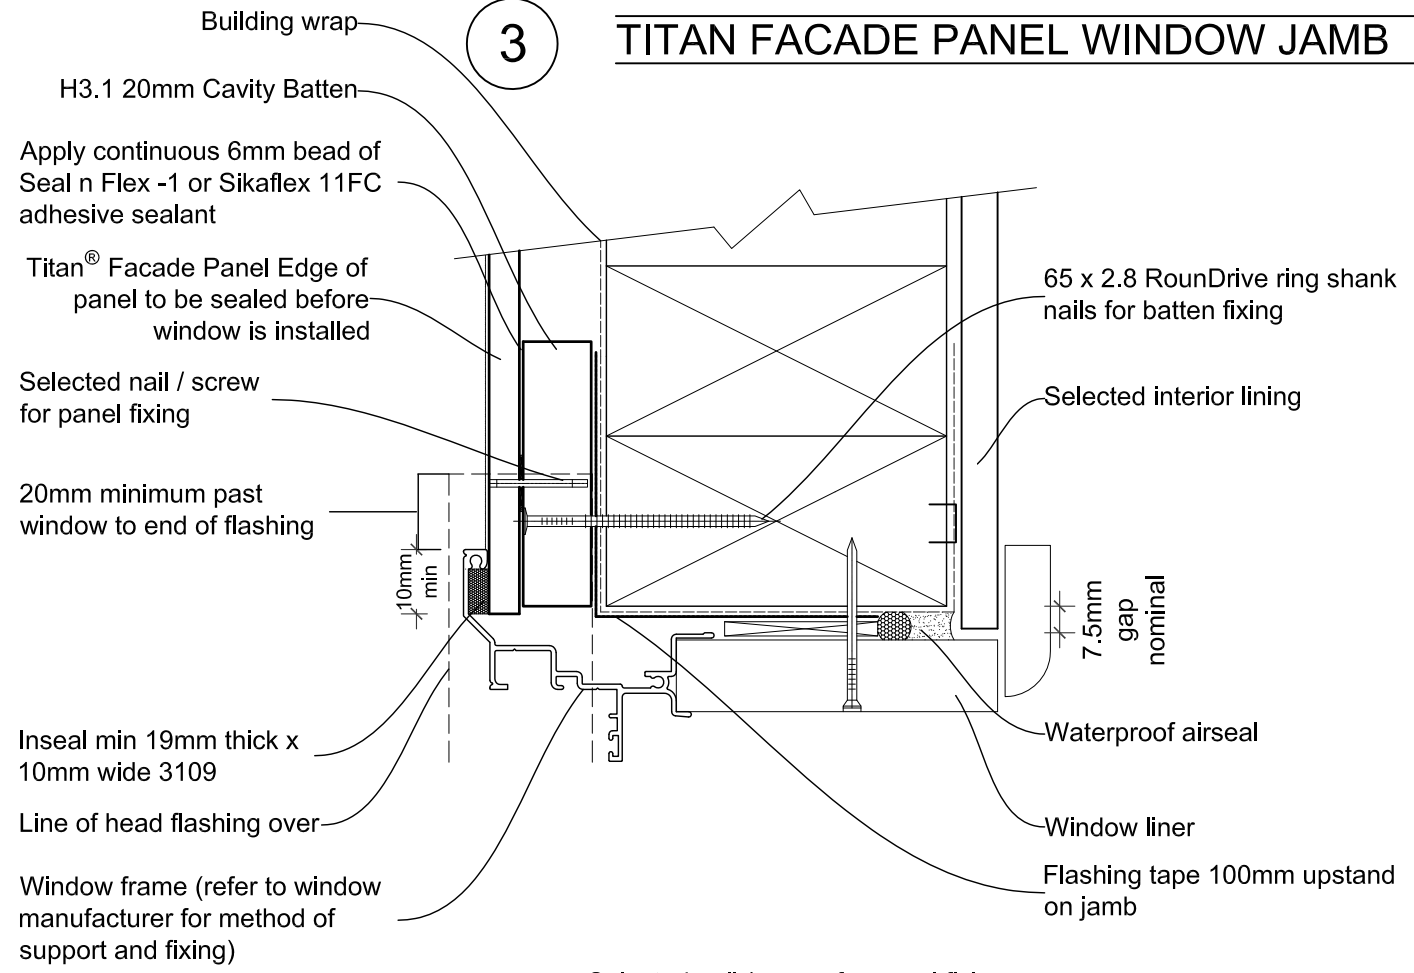 3
TITAN FACADE PANEL WINDOW JAMB
Building wrap
H3.1 20mm Cavity Batten
Apply continuous 6mm bead of
Seal n Flex -1 or Sikaflex 11FC
adhesive sealant
Titan® Facade Panel Edge of
panel to be sealed before
window is installed
Selected nail / screw
for panel fixing
20mm minimum past
window to end of flashing
10mm
min
Inseal min 19mm thick x
10mm wide 3109
Line of head flashing over
Window frame (refer to window
manufacturer for method of
support and fixing)
65 x 2.8 RounDrive ring shank
nails for batten fixing
Selected interior lining
7.5mm
gap
nominal
Waterproof airseal
Window liner
Flashing tape 100mm upstand
on jamb